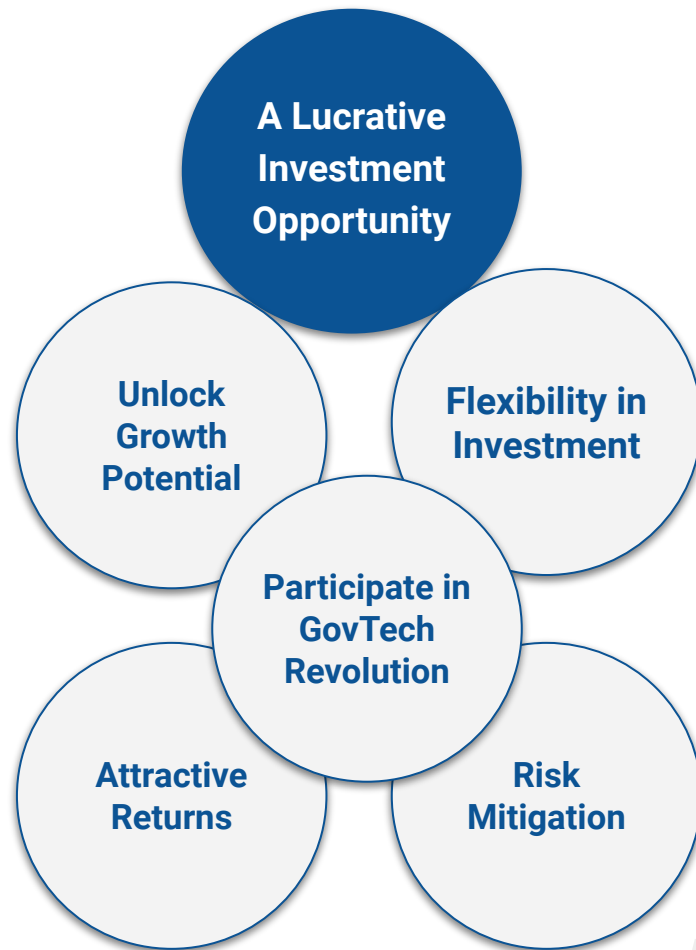 A Lucrative
Investment
Opportunity
Unlock
Growth
Potential
Flexibility in
Investment
Participate in
GovTech
Revolution
Attractive
Returns
Risk
Mitigation